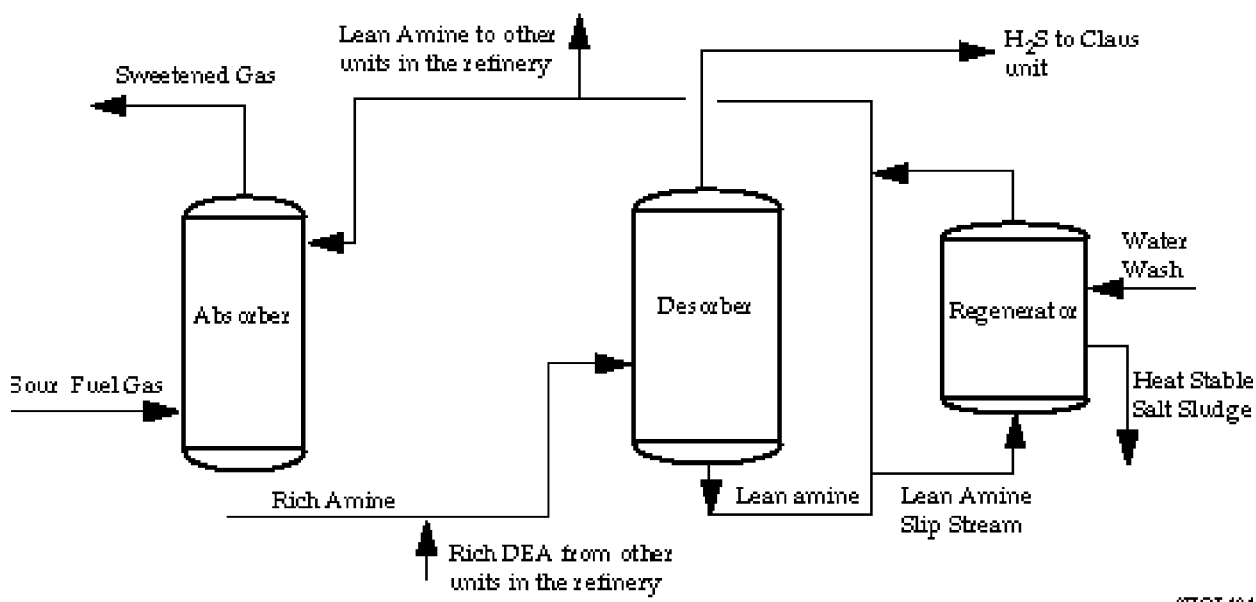 Lean Amine to other
units in the refinery
H2S to Claus
unit
Sweetened Gas
Water
Wash
Absorber
Desorber
Regenerator
Sour Fuel Gas
Heat Stable
Salt Sludge
Rich Amine
Lean amine
Lean Amine
Slip Stream
Rich DEA from other
units in the refinery